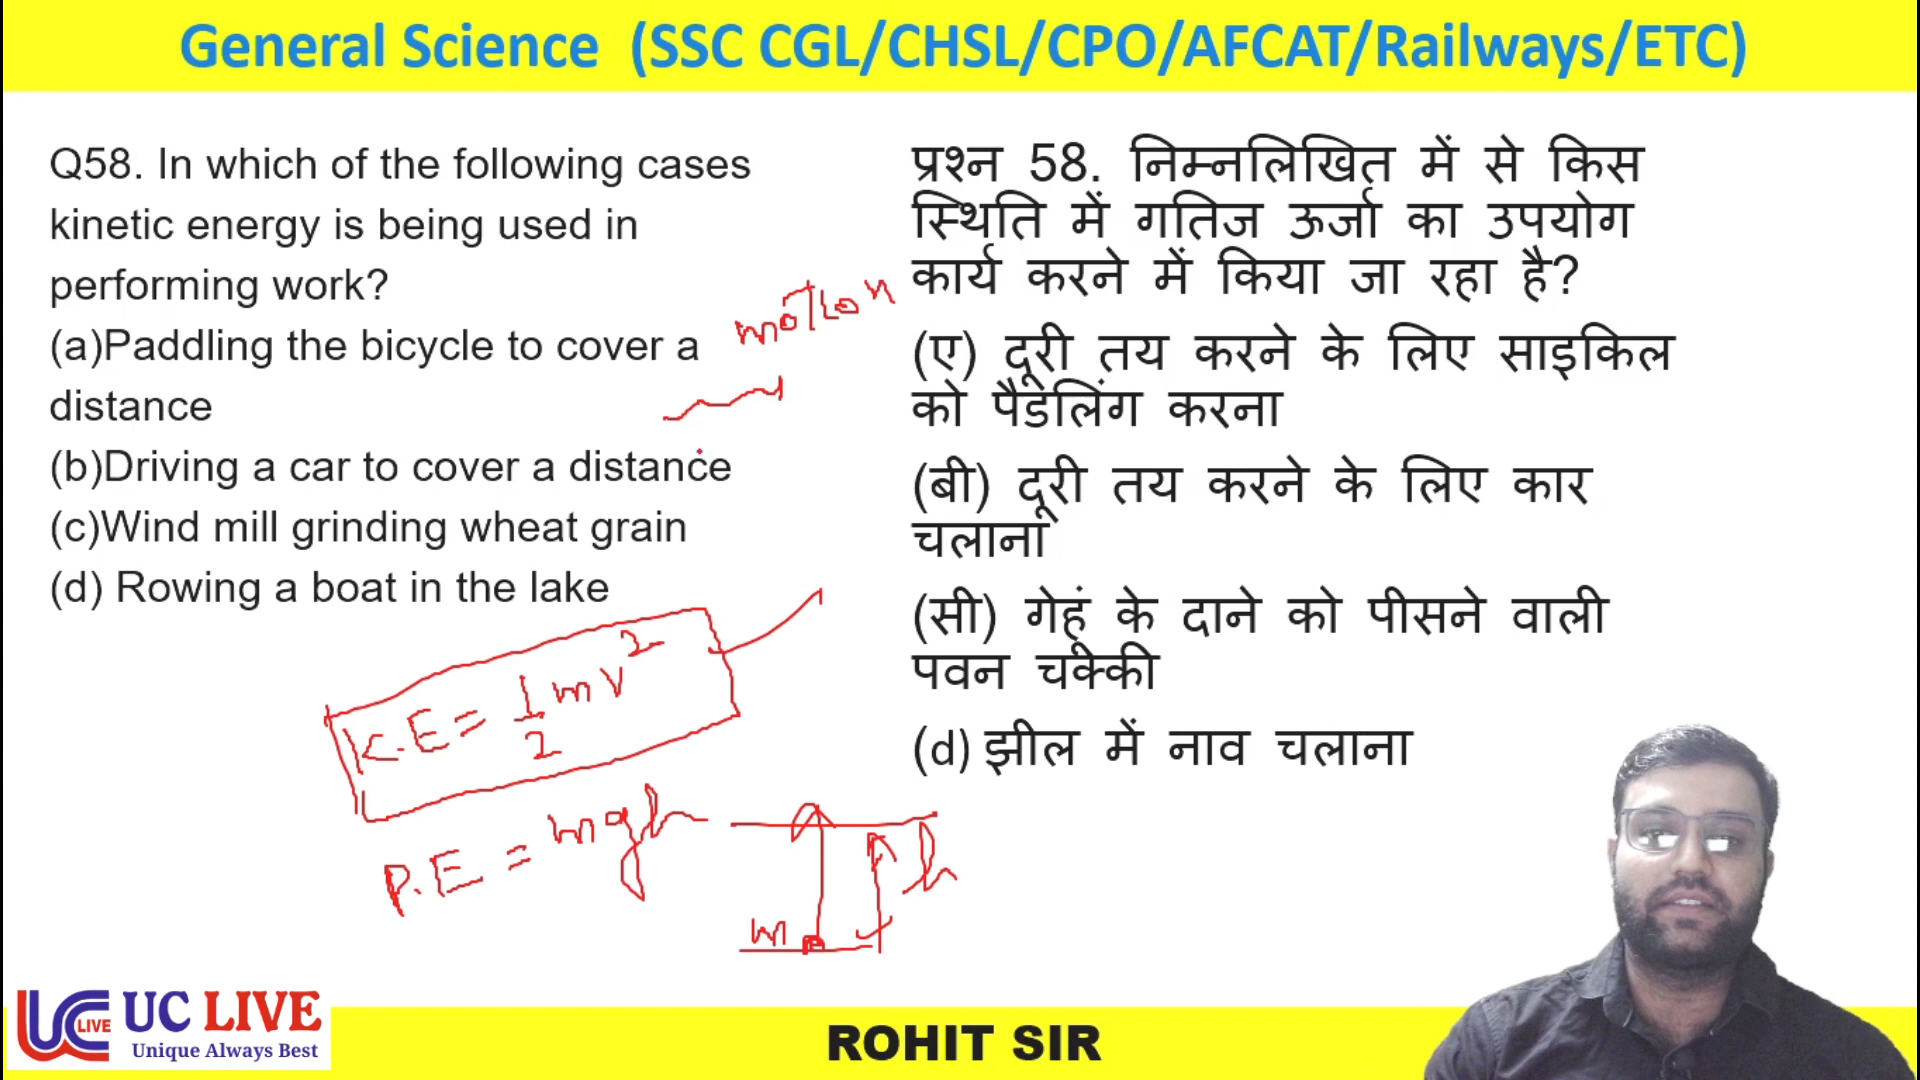 General Science (SSC CGL/CHSL/CPO/AFCAT/Railways/ETC)
Q58. In which of the following cases
kinetic energy is being used in
performing work?
(a)Paddling the bicycle to cover a
distance
(b)Driving a car to cover a distance
(c)Wind mill grinding wheat grain
(d) Rowing a boat in the lake
motion
K.E = 1/2 mv²
P.E = mgh
h
m
प्रश्न 58. निम्नलिखित में से किस
स्थिति में गतिज ऊर्जा का उपयोग
कार्य करने में किया जा रहा है?
(ए) दूरी तय करने के लिए साइकिल
को पैडलिंग करना
(बी) दूरी तय करने के लिए कार
चलाना
(सी) गेहूं के दाने को पीसने वाली
पवन चक्की
(d) झील में नाव चलाना
UC LIVE
LIVE
Unique Always Best
ROHIT SIR